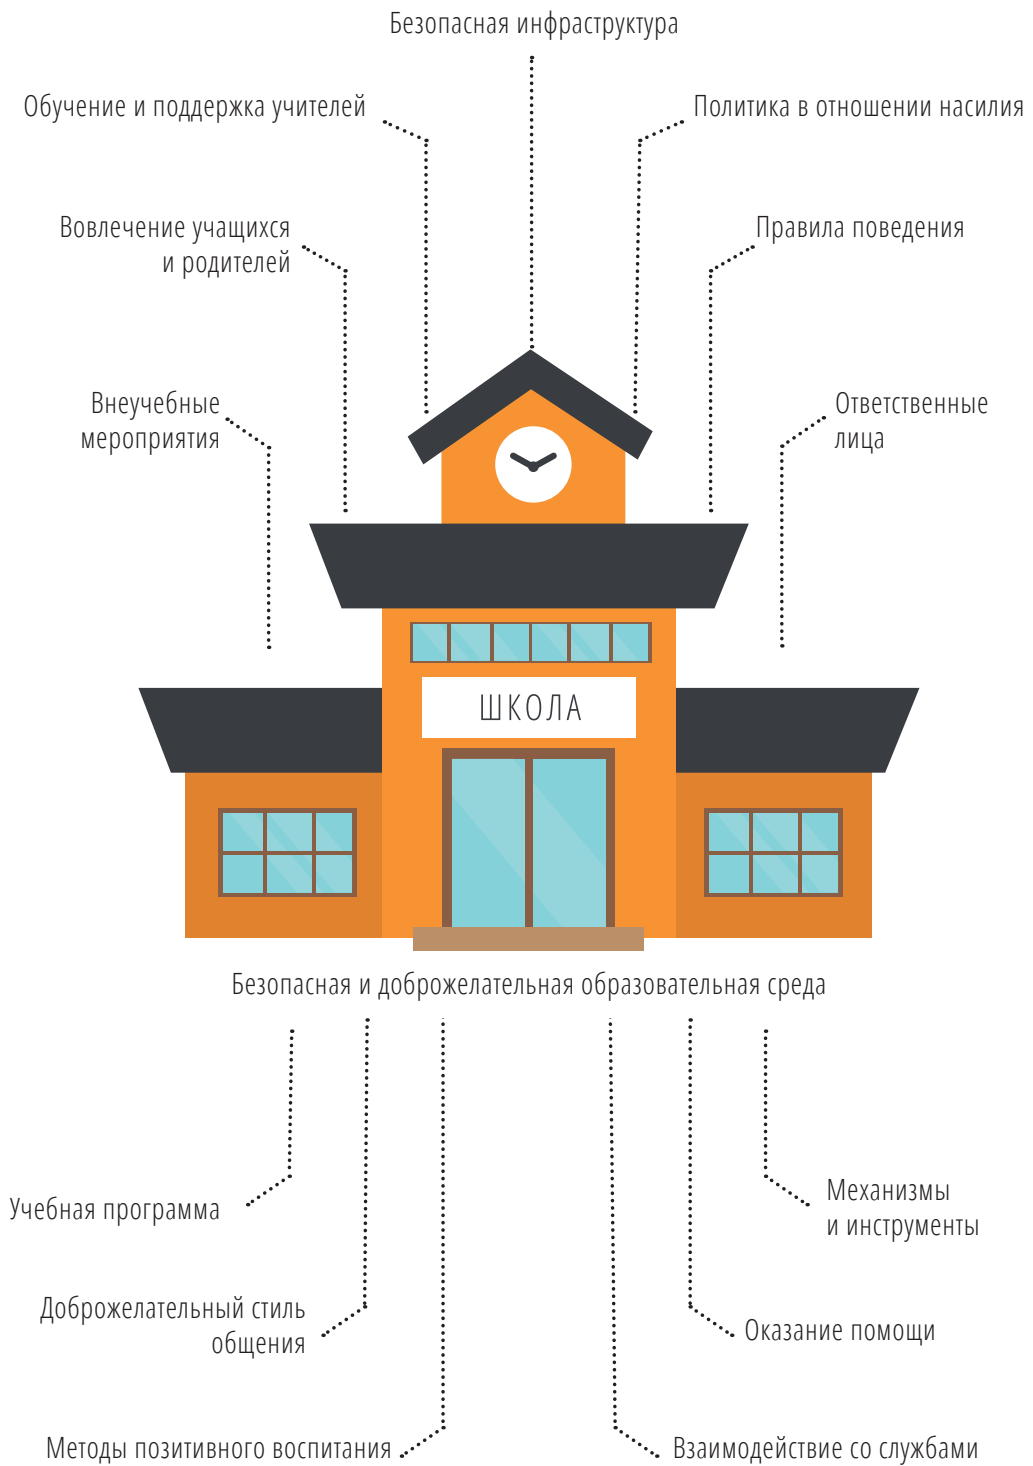 Безопасная инфраструктура
Обучение и поддержка учителей
Политика в отношении насилия
Вовлечение учащихся
и родителей
Правила поведения
Внеучебные
мероприятия
Ответственные
лица
ШКОЛА
Безопасная и доброжелательная образовательная среда
Учебная программа
Механизмы
и инструменты
Доброжелательный стиль
общения
Оказание помощи
Методы позитивного воспитания
Взаимодействие со службами